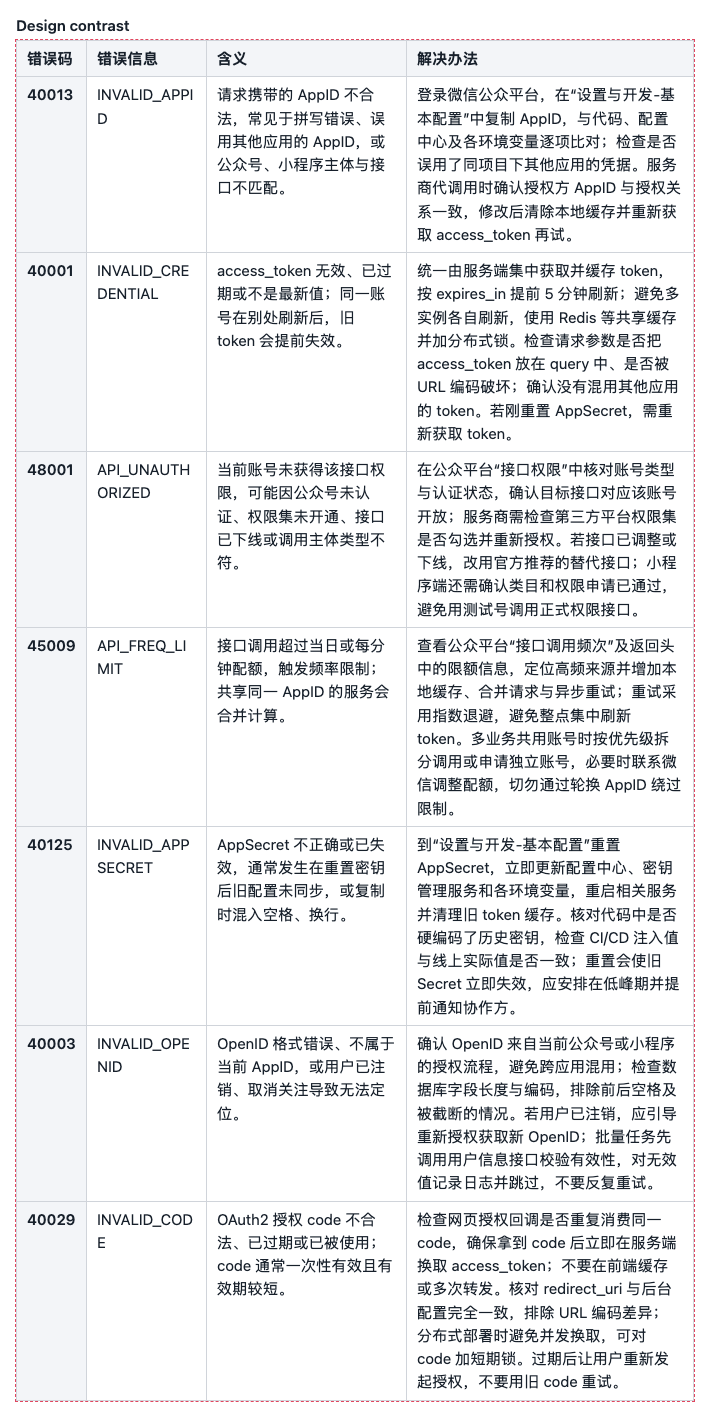 Design contrast
错误码 错误信息 含义 解决办法
40013 INVALID_APPI 请求携带的 AppID 不合 登录微信公众平台，在“设置与开发-基
D 法，常见于拼写错误、误 本配置”中复制 AppID，与代码、配置
用其他应用的 AppID，或 中心及各环境变量逐项比对；检查是否
公众号、小程序主体与接 误用了同项目下其他应用的凭据。服务
口不匹配。 商代调用时确认授权方 AppID 与授权关
系一致，修改后清除本地缓存并重新获
取 access_token 再试。
40001 INVALID_CRE access_token 无效、已过 统一由服务端集中获取并缓存 token，
DENTIAL 期或不是最新值；同一账 按 expires_in 提前 5 分钟刷新；避免多
号在别处刷新后，旧 实例各自刷新，使用 Redis 等共享缓存
token 会提前失效。 并加分布式锁。检查请求参数是否把
access_token 放在 query 中、是否被
URL 编码破坏；确认没有混用其他应用
的 token。若刚重置 AppSecret，需重
新获取 token。
48001 API_UNAUTH 当前账号未获得该接口权 在公众平台“接口权限”中核对账号类型
ORIZED 限，可能因公众号未认 与认证状态，确认目标接口对应该账号
证、权限集未开通、接口 开放；服务商需检查第三方平台权限集
已下线或调用主体类型不 是否勾选并重新授权。若接口已调整或
符。 下线，改用官方推荐的替代接口；小程
序端还需确认类目和权限申请已通过，
避免用测试号调用正式权限接口。
45009 API_FREQ_LI 接口调用超过当日或每分 查看公众平台“接口调用频次”及返回头
MIT 钟配额，触发频率限制； 中的限额信息，定位高频来源并增加本
共享同一 AppID 的服务会 地缓存、合并请求与异步重试；重试采
合并计算。 用指数退避，避免整点集中刷新
token。多业务共用账号时按优先级拆
分调用或申请独立账号，必要时联系微
信调整配额，切勿通过轮换 AppID 绕过
限制。
40125 INVALID_APP AppSecret 不正确或已失 到“设置与开发-基本配置”重置
SECRET 效，通常发生在重置密钥 AppSecret，立即更新配置中心、密钥
后旧配置未同步，或复制 管理服务和各环境变量，重启相关服务
时混入空格、换行。 并清理旧 token 缓存。核对代码中是否
硬编码了历史密钥，检查 CI/CD 注入值
与线上实际值是否一致；重置会使旧
Secret 立即失效，应安排在低峰期并提
前通知协作方。
40003 INVALID_OPE OpenID 格式错误、不属于 确认 OpenID 来自当前公众号或小程序
NID 当前 AppID，或用户已注 的授权流程，避免跨应用混用；检查数
销、取消关注导致无法定 据库字段长度与编码，排除前后空格及
位。 被截断的情况。若用户已注销，应引导
重新授权获取新 OpenID；批量任务先
调用用户信息接口校验有效性，对无效
值记录日志并跳过，不要反复重试。
40029 INVALID_COD OAuth2 授权 code 不合 检查网页授权回调是否重复消费同一
E 法、已过期或已被使用； code，确保拿到 code 后立即在服务端
code 通常一次性有效且有 换取 access_token；不要在前端缓存
效期较短。 或多次转发。核对 redirect_uri 与后台
配置完全一致，排除 URL 编码差异；
分布式部署时避免并发换取，可对
code 加短期锁。过期后让用户重新发
起授权，不要用旧 code 重试。